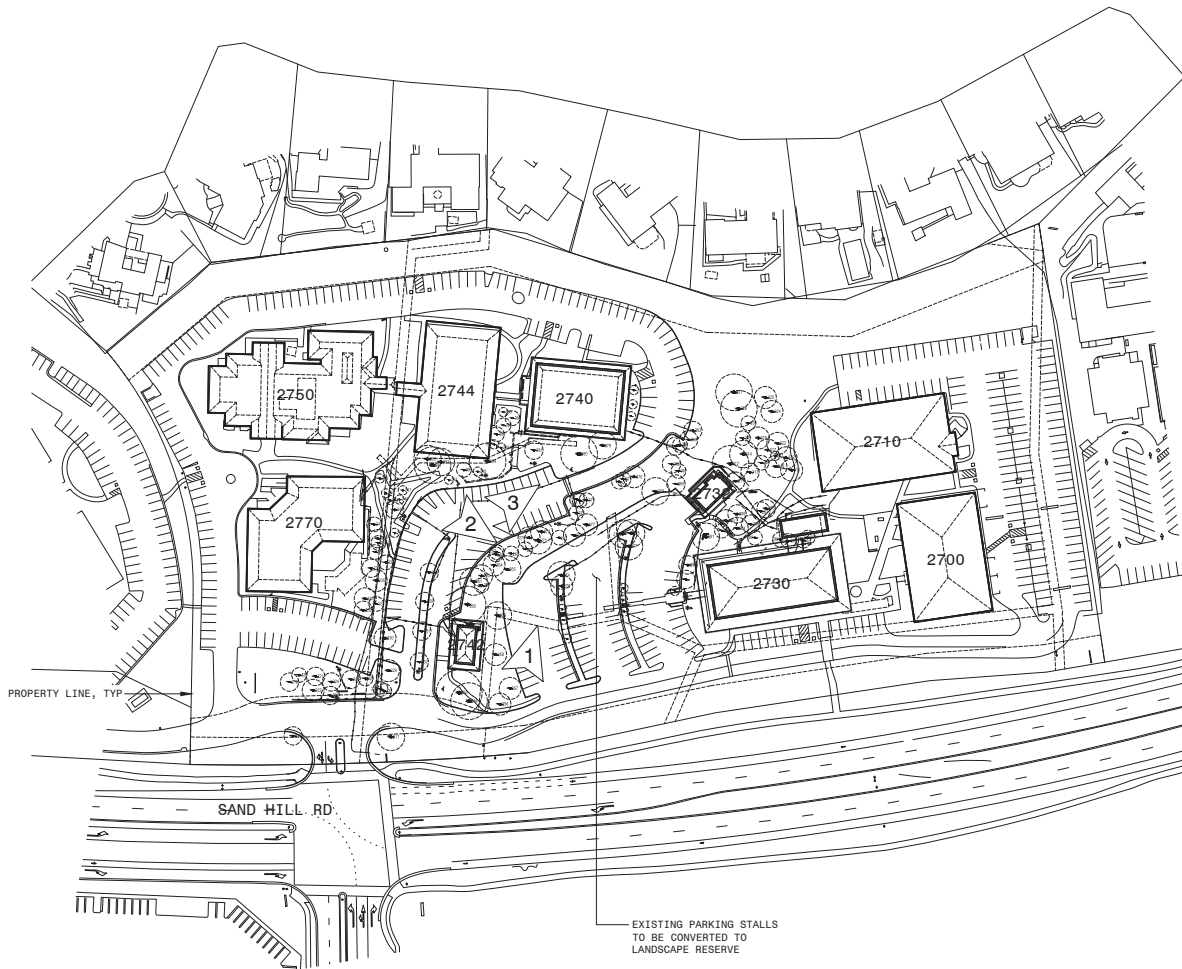 2750
2744
2740
2710
2770
3
2
2730
2700
2742
1
PROPERTY LINE, TYP
SAND HILL RD
EXISTING PARKING STALLS
TO BE CONVERTED TO
LANDSCAPE RESERVE